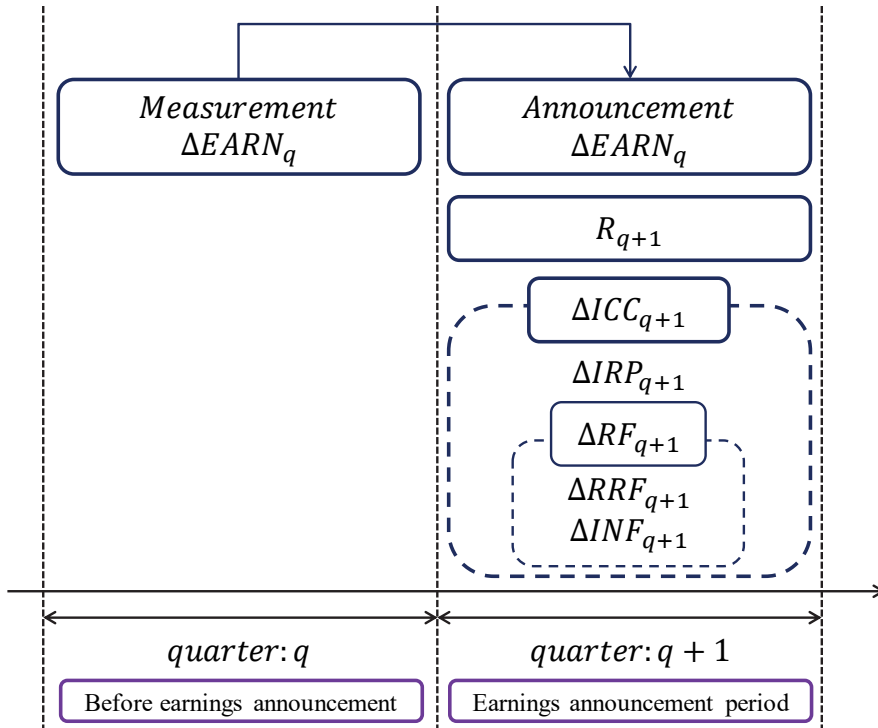 Measurement
ΔEARN_q
Announcement
ΔEARN_q
R_{q+1}
ΔICC_{q+1}
ΔIRP_{q+1}
ΔRF_{q+1}
ΔRRF_{q+1}
ΔINF_{q+1}
quarter: q
quarter: q + 1
Before earnings announcement
Earnings announcement period